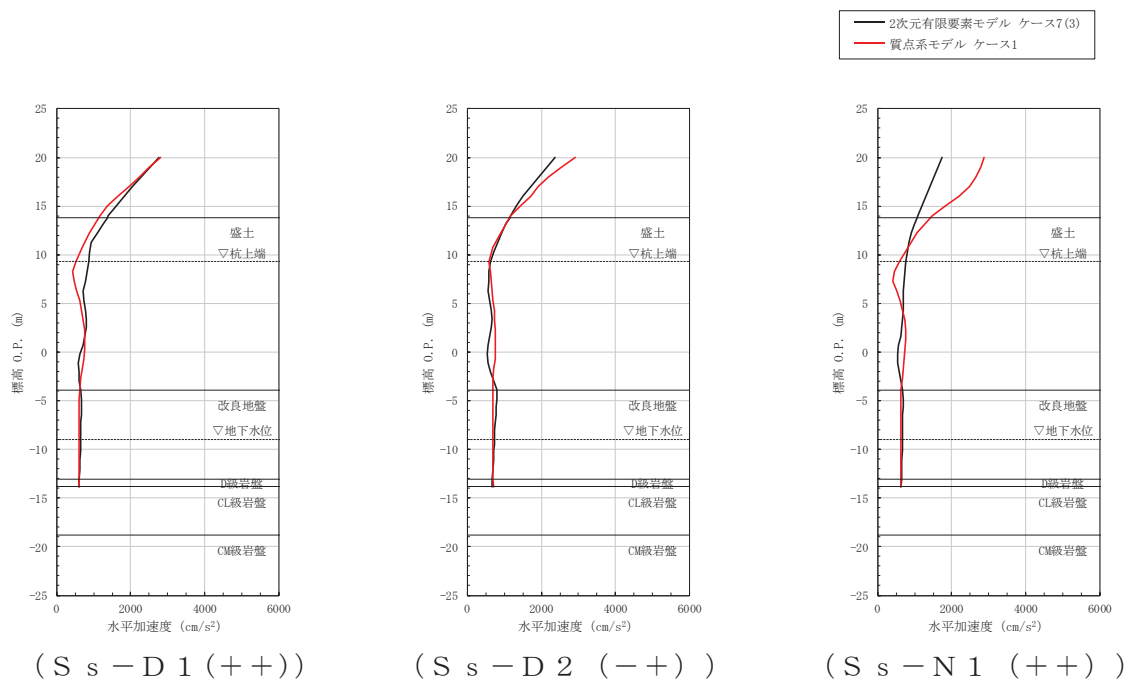 2次元有限要素モデル ケース7(3)
質点系モデル ケース1
25
20
15
10
5
0
-5
-10
-15
-20
-25
標高 O.P. (m)
盛土
▽杭上端
改良地盤
▽地下水位
D級岩盤
CL級岩盤
CM級岩盤
0 2000 4000 6000
水平加速度 (cm/s²)
(Ss-D1(++))
25
20
15
10
5
0
-5
-10
-15
-20
-25
標高 O.P. (m)
盛土
▽杭上端
改良地盤
▽地下水位
D級岩盤
CL級岩盤
CM級岩盤
0 2000 4000 6000
水平加速度 (cm/s²)
(Ss-D2 (-+))
25
20
15
10
5
0
-5
-10
-15
-20
-25
標高 O.P. (m)
盛土
▽杭上端
改良地盤
▽地下水位
D級岩盤
CL級岩盤
CM級岩盤
0 2000 4000 6000
水平加速度 (cm/s²)
(Ss-N1 (++))